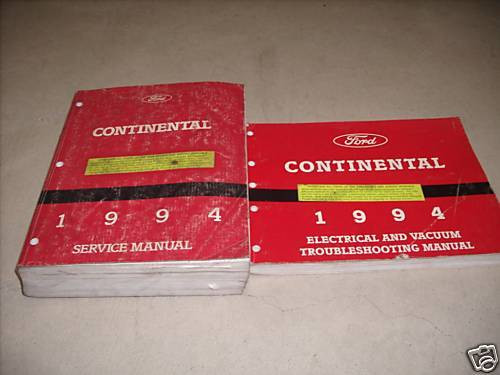 Ford
CONTINENTAL
1994
SERVICE MANUAL
Ford
CONTINENTAL
1994
ELECTRICAL AND VACUUM
TROUBLESHOOTING MANUAL